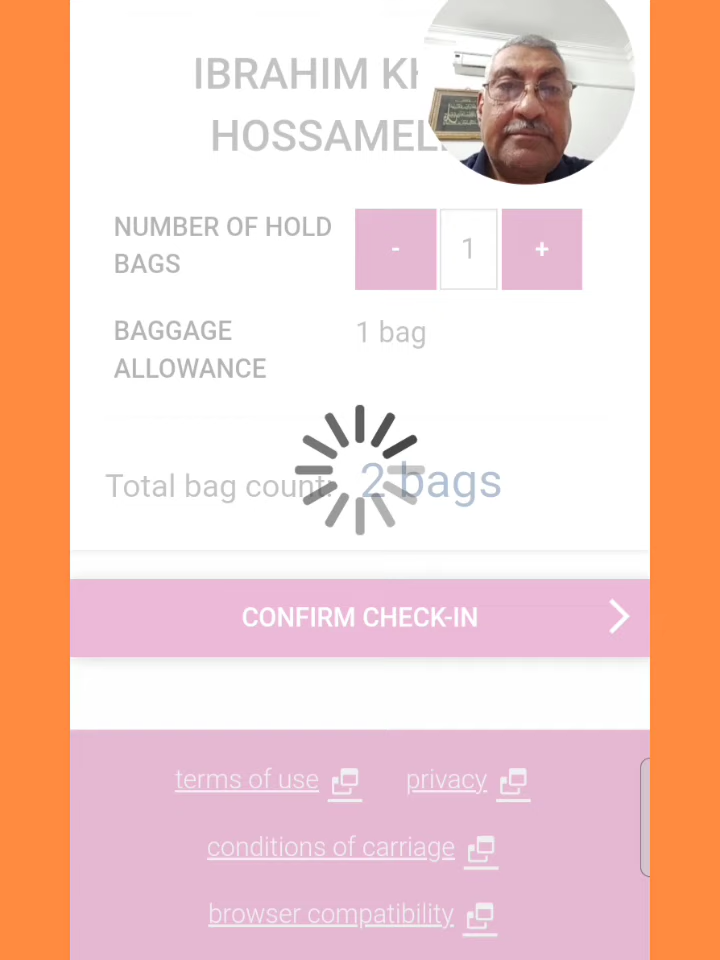 IBRAHIM
HOSSAMEL
NUMBER OF HOLD
BAGS
- 1 +
BAGGAGE
ALLOWANCE
1 bag
Total bag count: 2 bags
CONFIRM CHECK-IN
terms of use privacy
conditions of carriage
browser compatibility